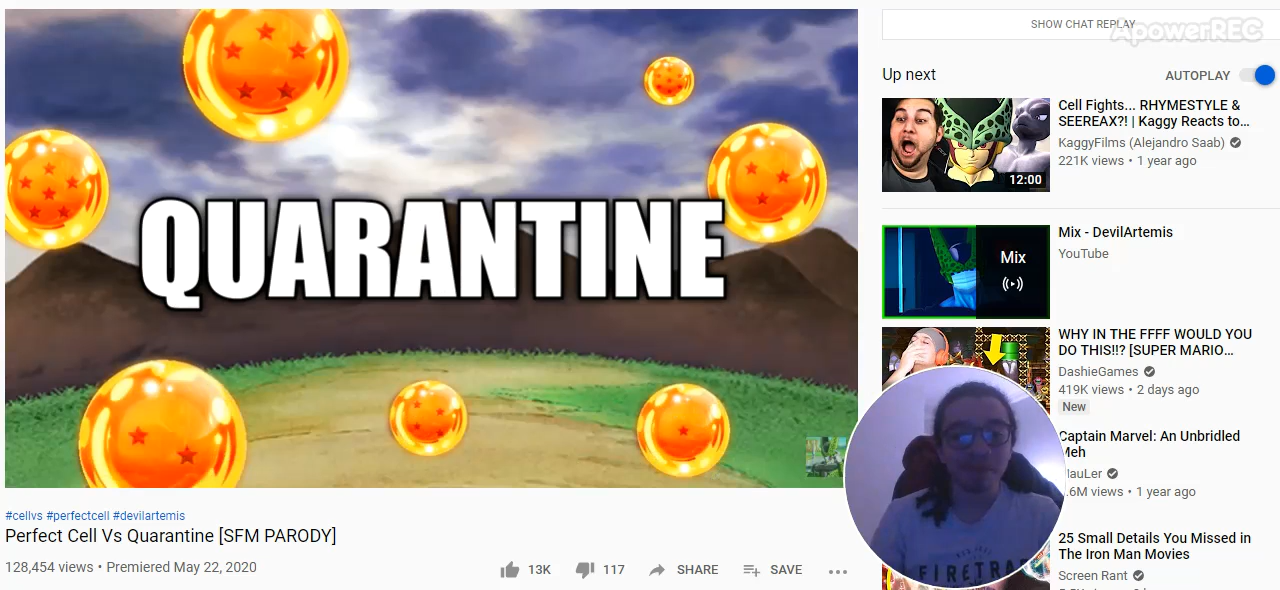 SHOW CHAT REPLAY
ApowerREC
Up next
AUTOPLAY
QUARANTINE
Cell Fights... RHYMESTYLE &
SEEREAX?! | Kaggy Reacts to...
KaggyFilms (Alejandro Saab)
221K views • 1 year ago
12:00
Mix - DevilArtemis
YouTube
Mix
WHY IN THE FFFF WOULD YOU
DO THIS!!? [SUPER MARIO...
DashieGames
419K views • 2 days ago
New
Captain Marvel: An Unbridled
Meh
MauLer
.6M views • 1 year ago
25 Small Details You Missed in
The Iron Man Movies
Screen Rant
FIRETRAP
#cellvs #perfectcell #devilartemis
Perfect Cell Vs Quarantine [SFM PARODY]
128,454 views • Premiered May 22, 2020
13K
117
SHARE
SAVE